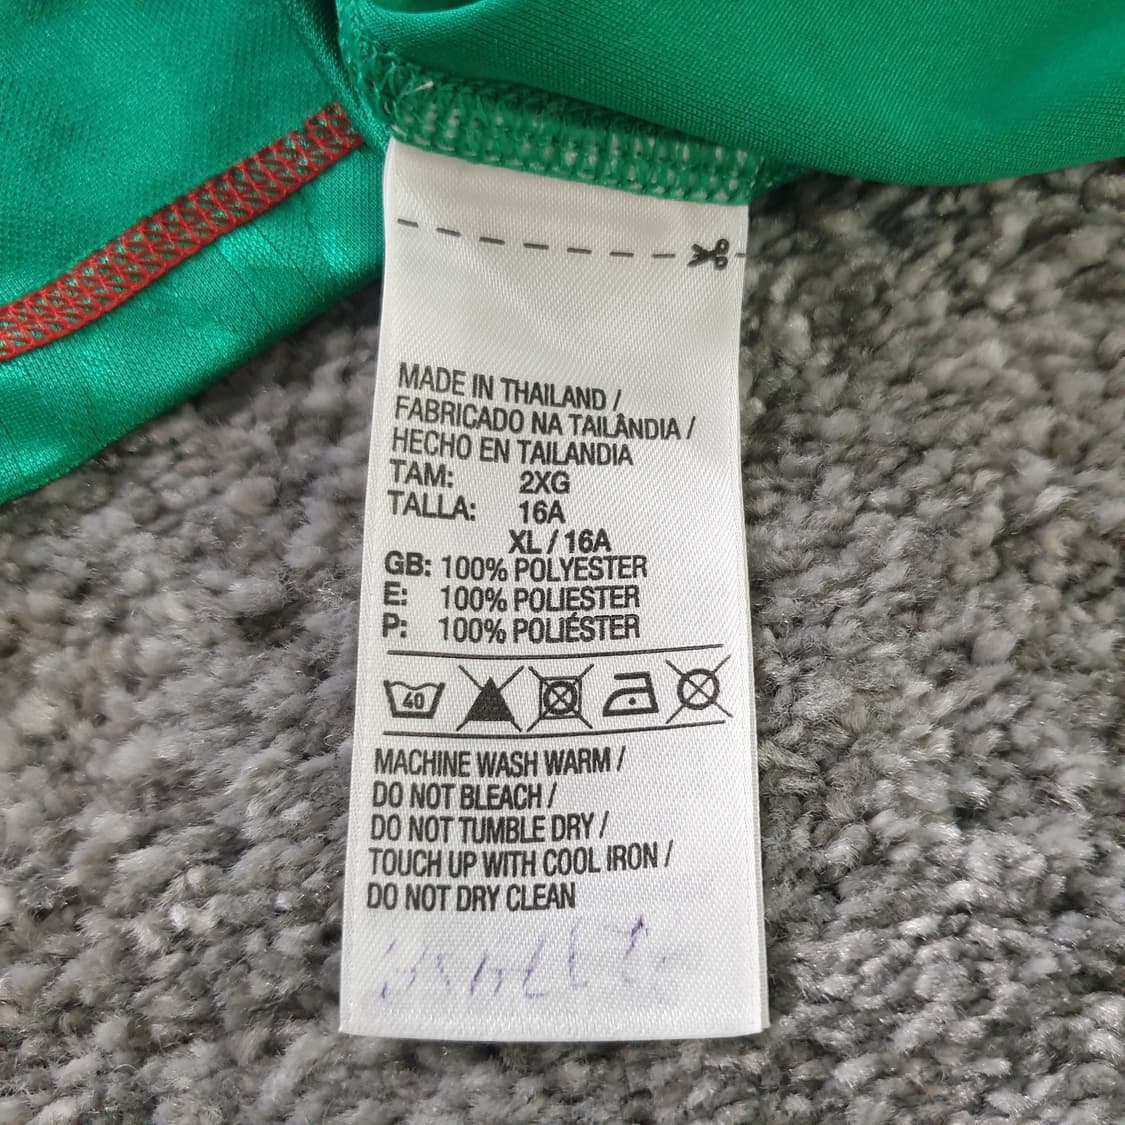 MADE IN THAILAND /
FABRICADO NA TAILÂNDIA /
HECHO EN TAILANDIA
TAM: 2XG
TALLA: 16A
XL / 16A
GB: 100% POLYESTER
E: 100% POLIESTER
P: 100% POLIÉSTER
40
MACHINE WASH WARM /
DO NOT BLEACH /
DO NOT TUMBLE DRY /
TOUCH UP WITH COOL IRON /
DO NOT DRY CLEAN